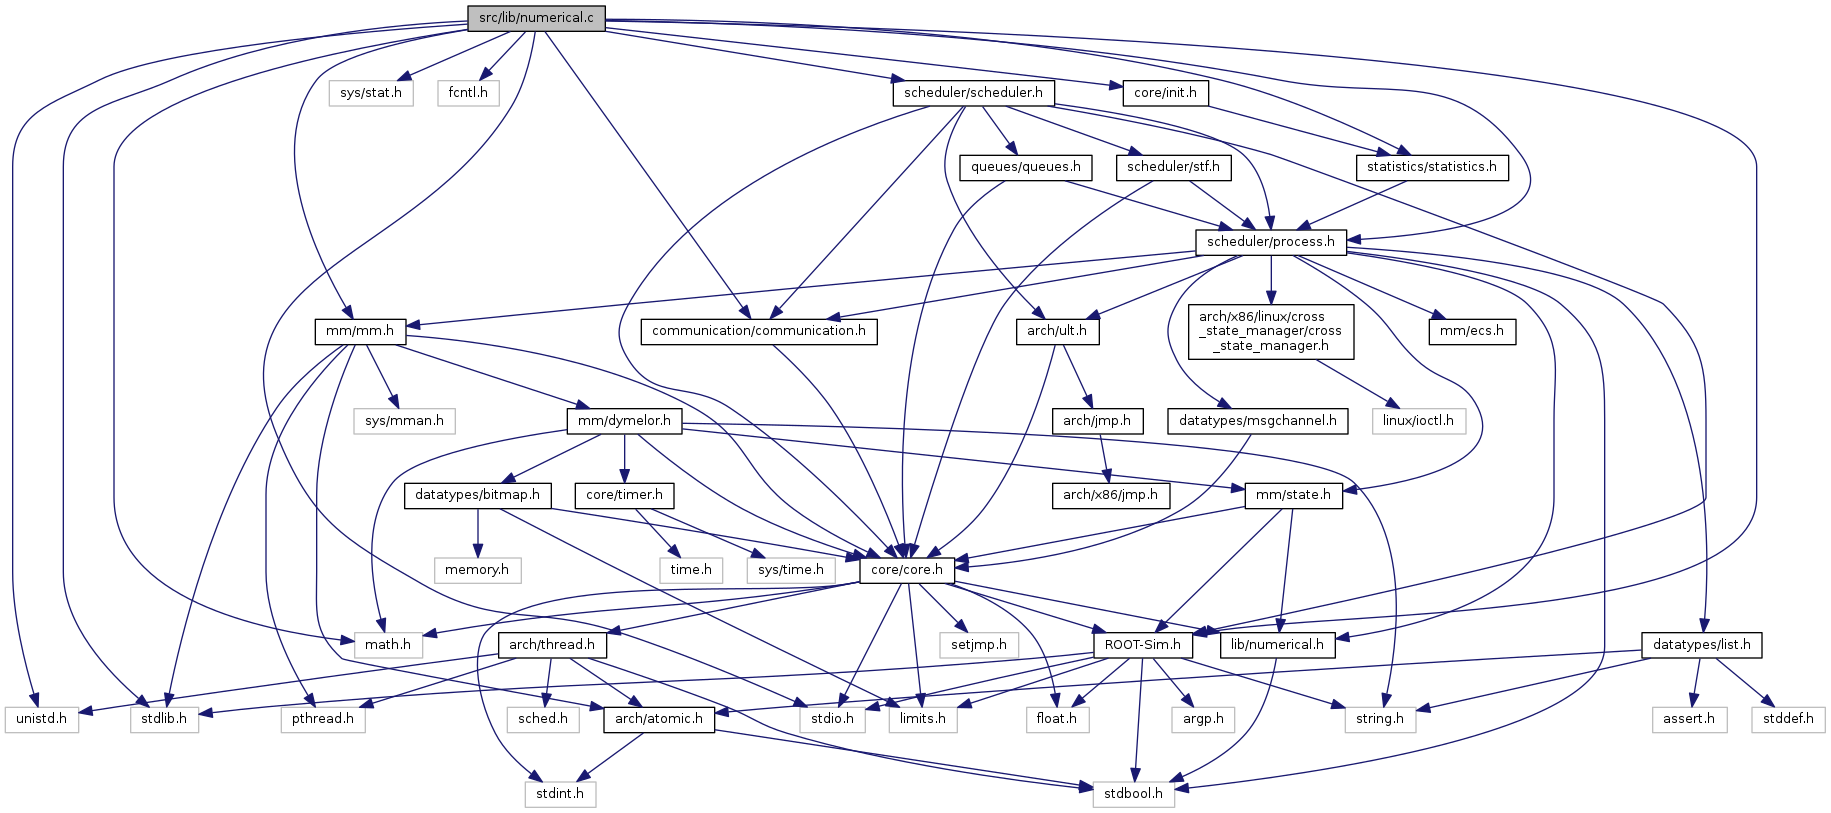 src/lib/numerical.c
sys/stat.h
fcntl.h
scheduler/scheduler.h
core/init.h
queues/queues.h
scheduler/stf.h
statistics/statistics.h
scheduler/process.h
mm/mm.h
communication/communication.h
arch/ult.h
arch/x86/linux/cross
_state_manager/cross
_state_manager.h
mm/ecs.h
sys/mman.h
mm/dymelor.h
arch/jmp.h
datatypes/msgchannel.h
linux/ioctl.h
datatypes/bitmap.h
core/timer.h
arch/x86/jmp.h
mm/state.h
memory.h
time.h
sys/time.h
core/core.h
math.h
arch/thread.h
setjmp.h
ROOT-Sim.h
lib/numerical.h
datatypes/list.h
unistd.h
stdlib.h
pthread.h
sched.h
arch/atomic.h
stdio.h
limits.h
float.h
argp.h
string.h
assert.h
stddef.h
stdint.h
stdbool.h